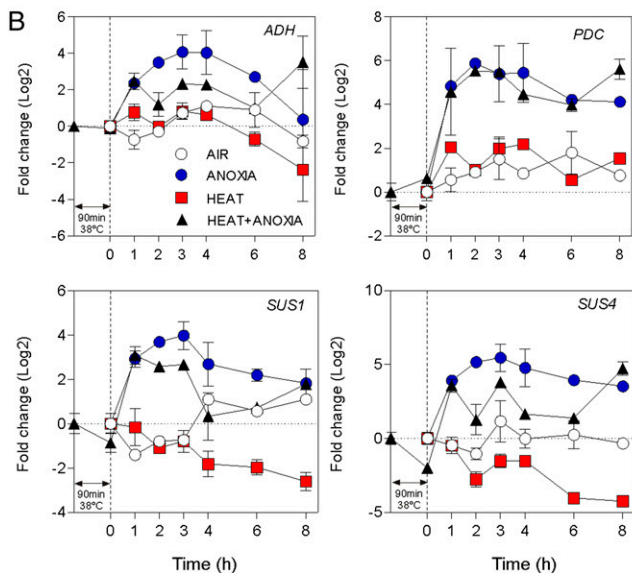 B
ADH
Fold change (Log2)
6
4
2
0
-2
-4
-6
90min
38ºC
0 1 2 3 4 6 8
AIR
ANOXIA
HEAT
HEAT+ANOXIA
PDC
Fold change (Log2)
8
6
4
2
0
-2
90min
38ºC
0 1 2 3 4 6 8
SUS1
Fold change (Log2)
6
4
2
0
-2
-4
90min
38ºC
0 1 2 3 4 6 8
Time (h)
SUS4
Fold change (Log2)
10
5
0
-5
90min
38ºC
0 1 2 3 4 6 8
Time (h)